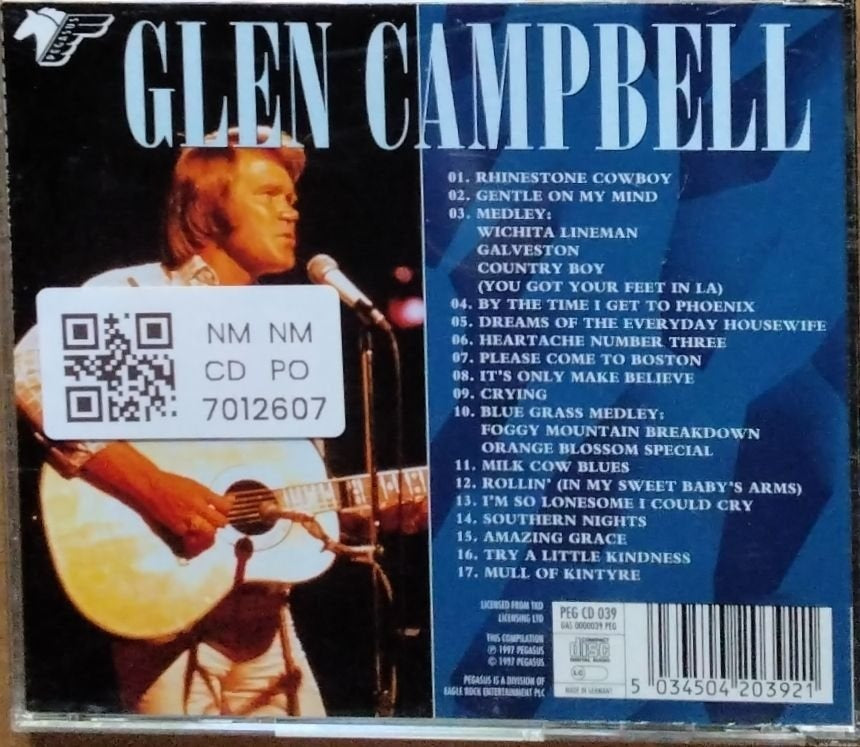 PEGASUS
GLEN CAMPBELL
01. RHINESTONE COWBOY
02. GENTLE ON MY MIND
03. MEDLEY:
WICHITA LINEMAN
GALVESTON
COUNTRY BOY
(YOU GOT YOUR FEET IN LA)
04. BY THE TIME I GET TO PHOENIX
05. DREAMS OF THE EVERYDAY HOUSEWIFE
06. HEARTACHE NUMBER THREE
07. PLEASE COME TO BOSTON
08. IT'S ONLY MAKE BELIEVE
09. CRYING
10. BLUE GRASS MEDLEY:
FOGGY MOUNTAIN BREAKDOWN
ORANGE BLOSSOM SPECIAL
11. MILK COW BLUES
12. ROLLIN' (IN MY SWEET BABY'S ARMS)
13. I'M SO LONESOME I COULD CRY
14. SOUTHERN NIGHTS
15. AMAZING GRACE
16. TRY A LITTLE KINDNESS
17. MULL OF KINTYRE
NM NM
CD PO
7012607
LICENSED FROM TKO
LICENSING LTD
THIS COMPILATION
℗ 1997 PEGASUS
© 1997 PEGASUS
PEGASUS IS A DIVISION OF
EAGLE ROCK ENTERTAINMENT PLC
PEG CD 039
GAS 0000039 PEG
COMPACT
disc
DIGITAL AUDIO
LC
MADE IN GERMANY
5 034504 203921